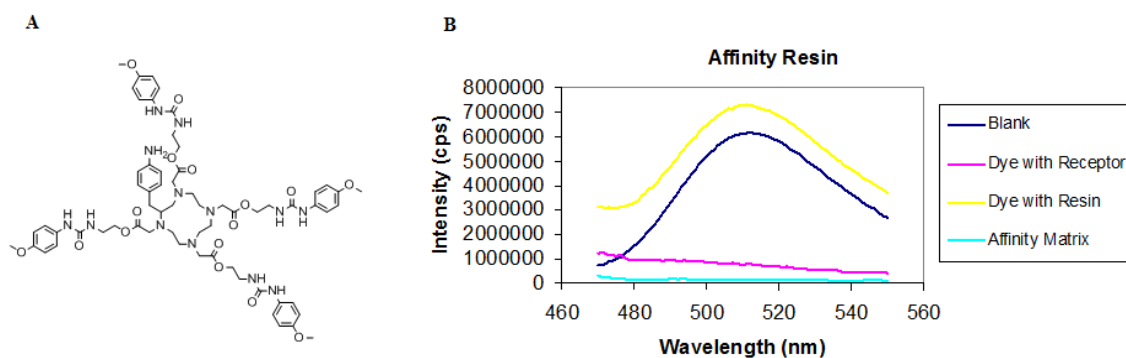 A
B
Affinity Resin
Intensity (cps)
8000000
7000000
6000000
5000000
4000000
3000000
2000000
1000000
0
460 480 500 520 540 560
Wavelength (nm)
Blank
Dye with Receptor
Dye with Resin
Affinity Matrix
O
NH
O
NH
O
NH2
O
N
N
N
N
O
O
N
H
O
N
H
O
O
O
H
N
O
H
N
O
O
O
O
NH
O
NH
O